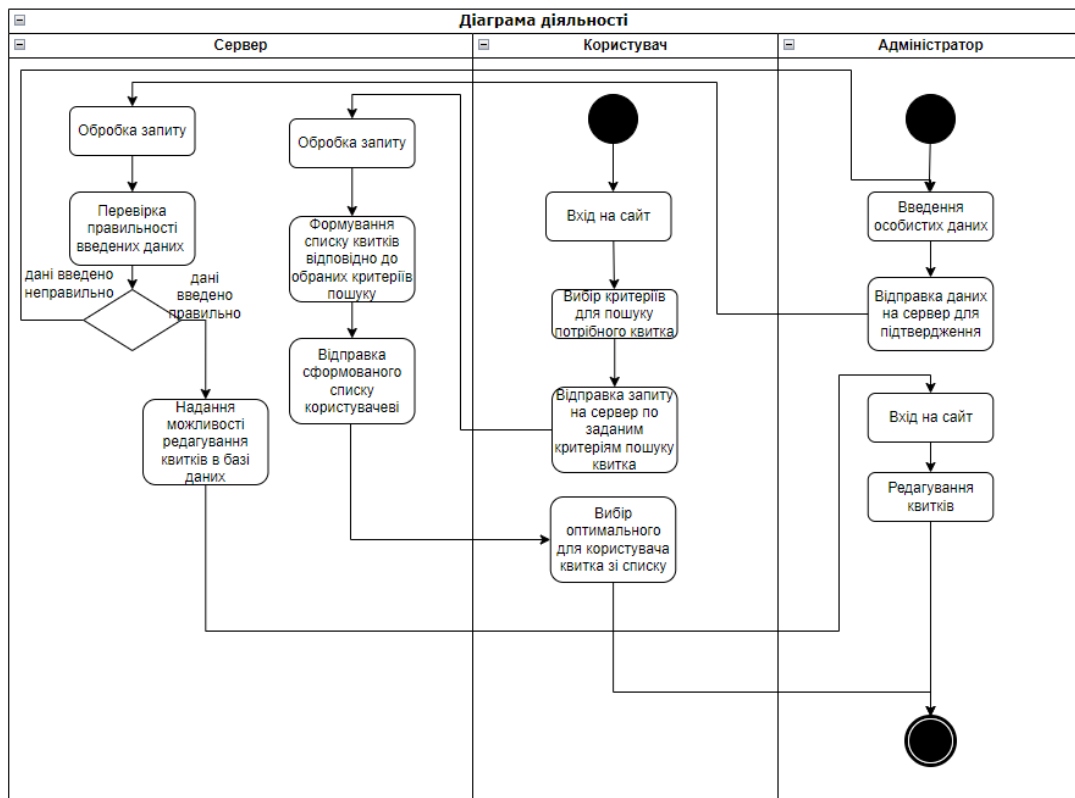 Діаграма діяльності
Сервер
Користувач
Адміністратор
Обробка запиту
Перевірка
правильності
введених даних
дані введено
неправильно
дані
введено
правильно
Надання
можливості
редагування
квитків в базі
даних
Обробка запиту
Формування
списку квитків
відповідно до
обраних критеріїв
пошуку
Відправка
сформованого
списку
користувачеві
Вхід на сайт
Вибір критеріїв
для пошуку
потрібного квитка
Відправка запиту
на сервер по
заданим
критеріям пошуку
квитка
Вибір
оптимального
для користувача
квитка зі списку
Введення
особистих даних
Відправка даних
на сервер для
підтвердження
Вхід на сайт
Редагування
квитків